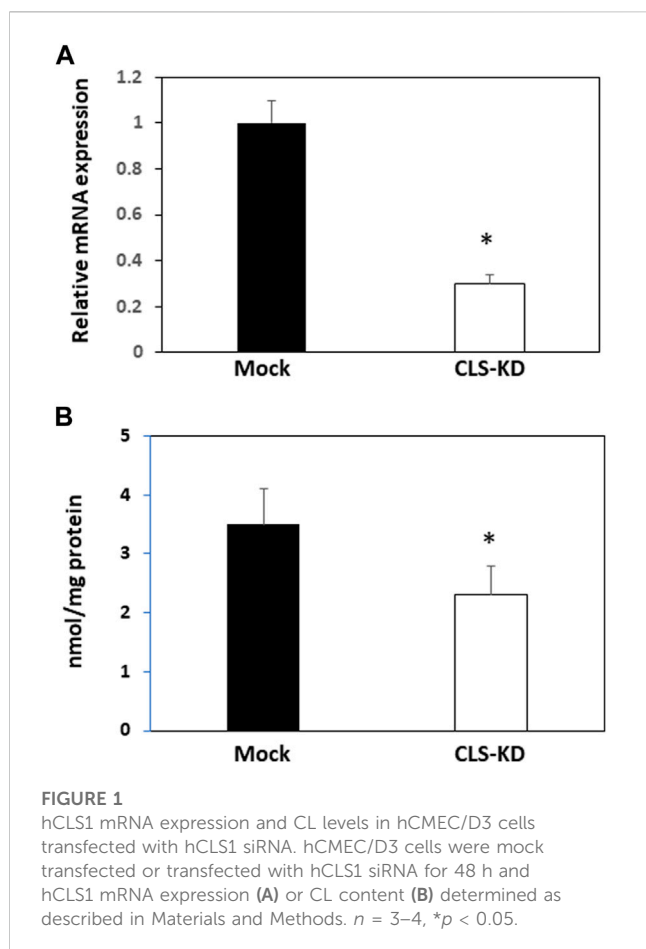 A
1.2
1
0.8
0.6
0.4
0.2
0
Relative mRNA expression
*
Mock CLS-KD
B
5
4
3
2
1
0
nmol/mg protein
*
Mock CLS-KD
FIGURE 1
hCLS1 mRNA expression and CL levels in hCMEC/D3 cells
transfected with hCLS1 siRNA. hCMEC/D3 cells were mock
transfected or transfected with hCLS1 siRNA for 48 h and
hCLS1 mRNA expression (A) or CL content (B) determined as
described in Materials and Methods. n = 3–4, *p < 0.05.